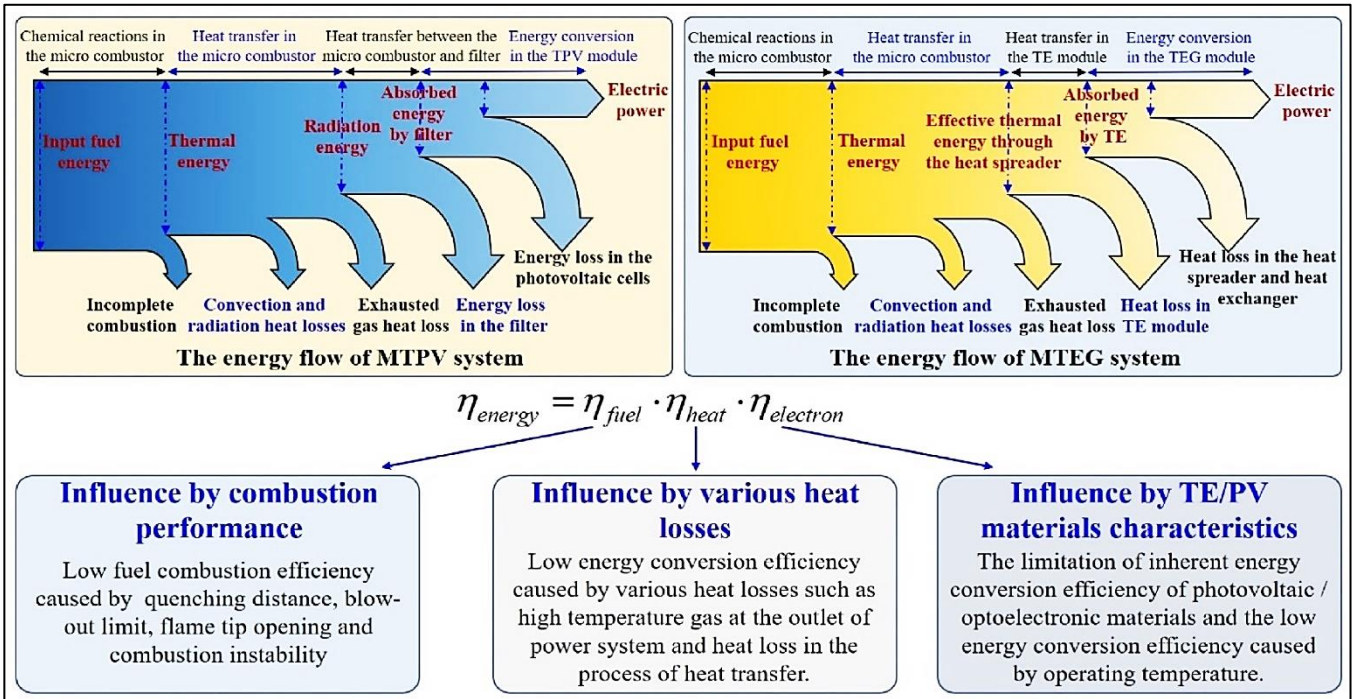 Chemical reactions in
the micro combustor
Heat transfer in
the micro combustor
Heat transfer between the
micro combustor and filter
Energy conversion
in the TPV module
Input fuel
energy
Thermal
energy
Radiation
energy
Absorbed
energy
by filter
Electric
power
Energy loss in the
photovoltaic cells
Incomplete
combustion
Convection and
radiation heat losses
Exhausted
gas heat loss
Energy loss
in the filter
The energy flow of MTPV system
Chemical reactions in
the micro combustor
Heat transfer in
the micro combustor
Heat transfer in
the TE module
Energy conversion
in the TEG module
Input fuel
energy
Thermal
energy
Effective thermal
energy through
the heat spreader
Absorbed
energy
by TE
Electric
power
Heat loss in the heat
spreader and heat
exchanger
Incomplete
combustion
Convection and
radiation heat losses
Exhausted
gas heat loss
Heat loss in
TE module
The energy flow of MTEG system
η_energy = η_fuel · η_heat · η_electron
Influence by combustion
performance
Low fuel combustion efficiency
caused by quenching distance, blow-
out limit, flame tip opening and
combustion instability
Influence by various heat
losses
Low energy conversion efficiency
caused by various heat losses such as
high temperature gas at the outlet of
power system and heat loss in the
process of heat transfer.
Influence by TE/PV
materials characteristics
The limitation of inherent energy
conversion efficiency of photovoltaic /
optoelectronic materials and the low
energy conversion efficiency caused
by operating temperature.